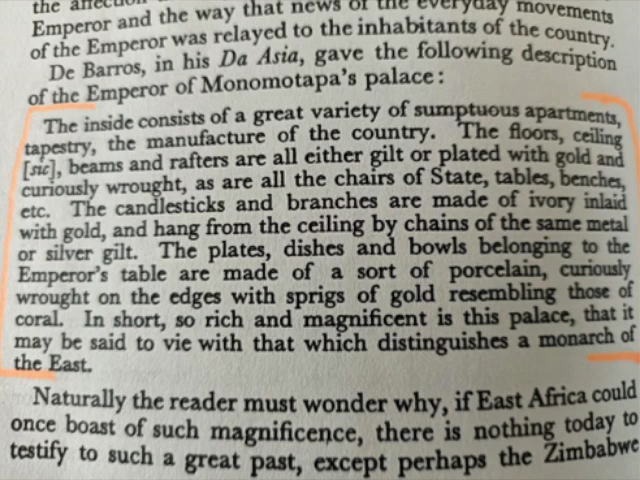 the affection
Emperor and the way that news of the everyday movements
of the Emperor was relayed to the inhabitants of the country.
De Barros, in his Da Asia, gave the following description
of the Emperor of Monomotapa's palace:
The inside consists of a great variety of sumptuous apartments,
tapestry, the manufacture of the country. The floors, ceiling
[sic], beams and rafters are all either gilt or plated with gold and
curiously wrought, as are all the chairs of State, tables, benches,
etc. The candlesticks and branches are made of ivory inlaid
with gold, and hang from the ceiling by chains of the same metal
or silver gilt. The plates, dishes and bowls belonging to the
Emperor's table are made of a sort of porcelain, curiously
wrought on the edges with sprigs of gold resembling those of
coral. In short, so rich and magnificent is this palace, that it
may be said to vie with that which distinguishes a monarch of
the East.
Naturally the reader must wonder why, if East Africa could
once boast of such magnificence, there is nothing today to
testify to such a great past, except perhaps the Zimbabwe